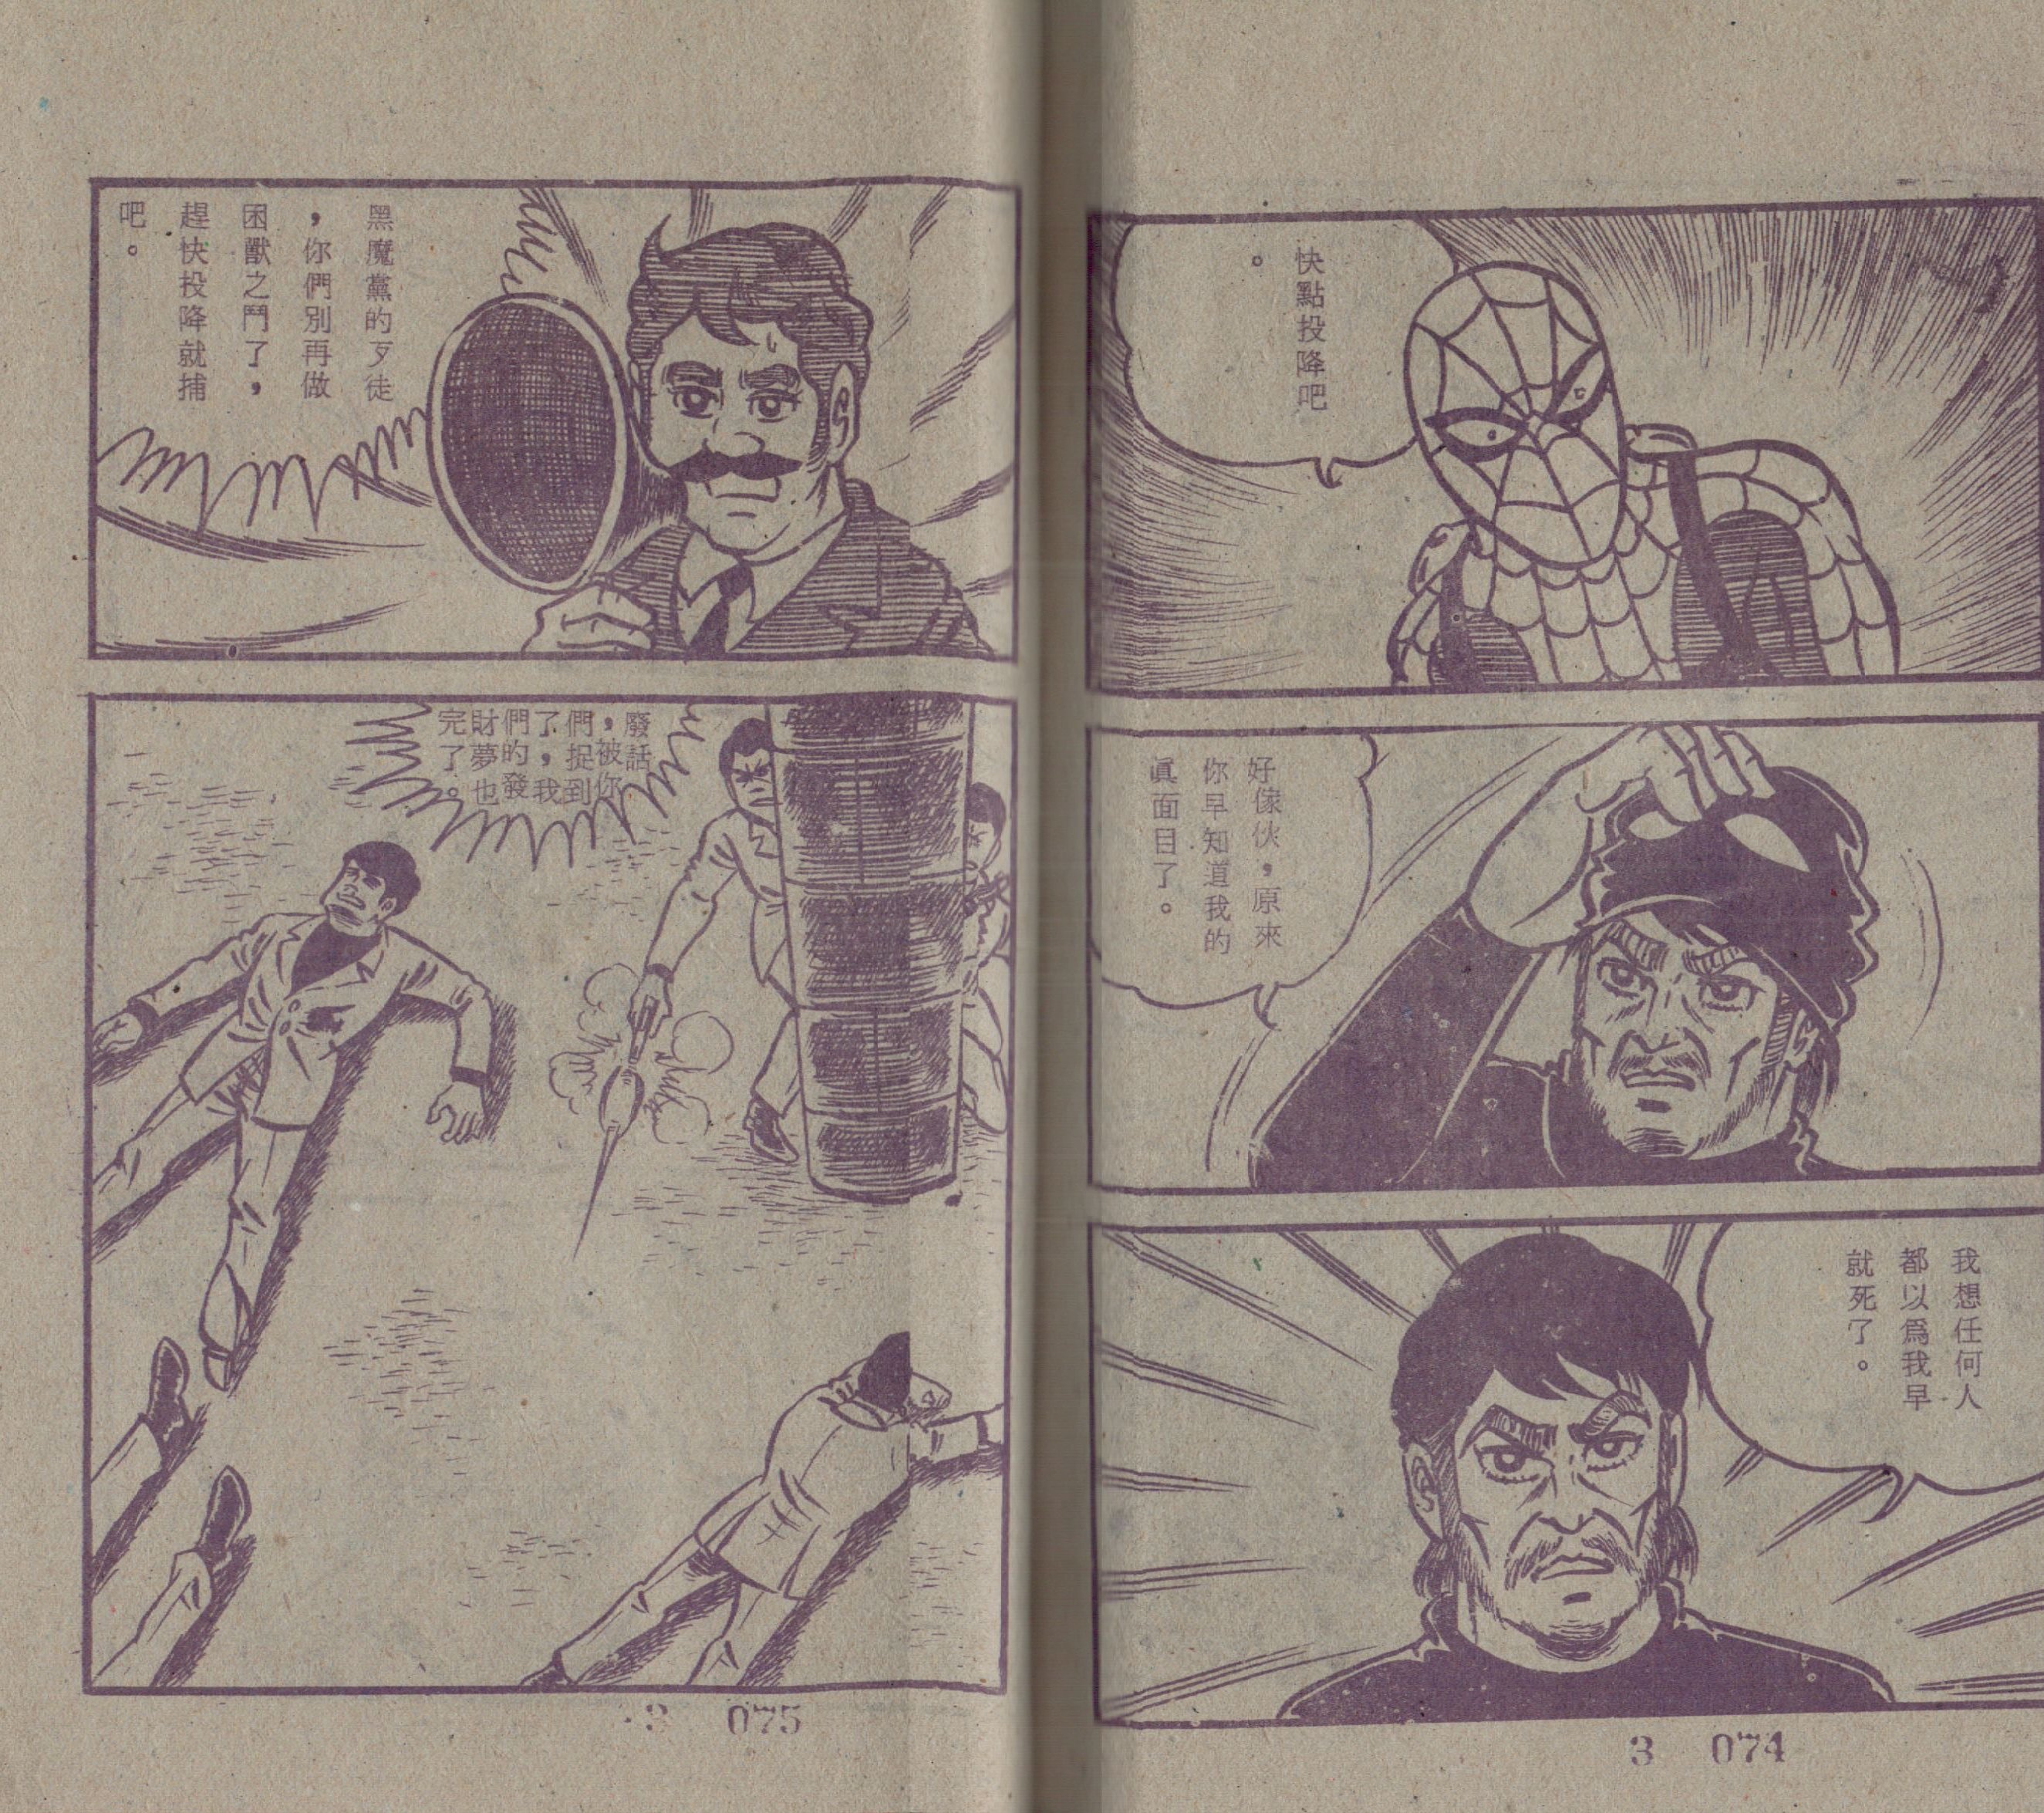 快點投降吧
。
好傢伙，原來
你早知道我的
眞面目了。
我想任何人
都以爲我早
就死了。
3 074
黑魔黨的歹徒
，你們別再做
困獸之鬥了，
趕快投降就捕
吧。
廢話
，被你
們捉到
了，我
們的發
財夢也
完了。
3 075